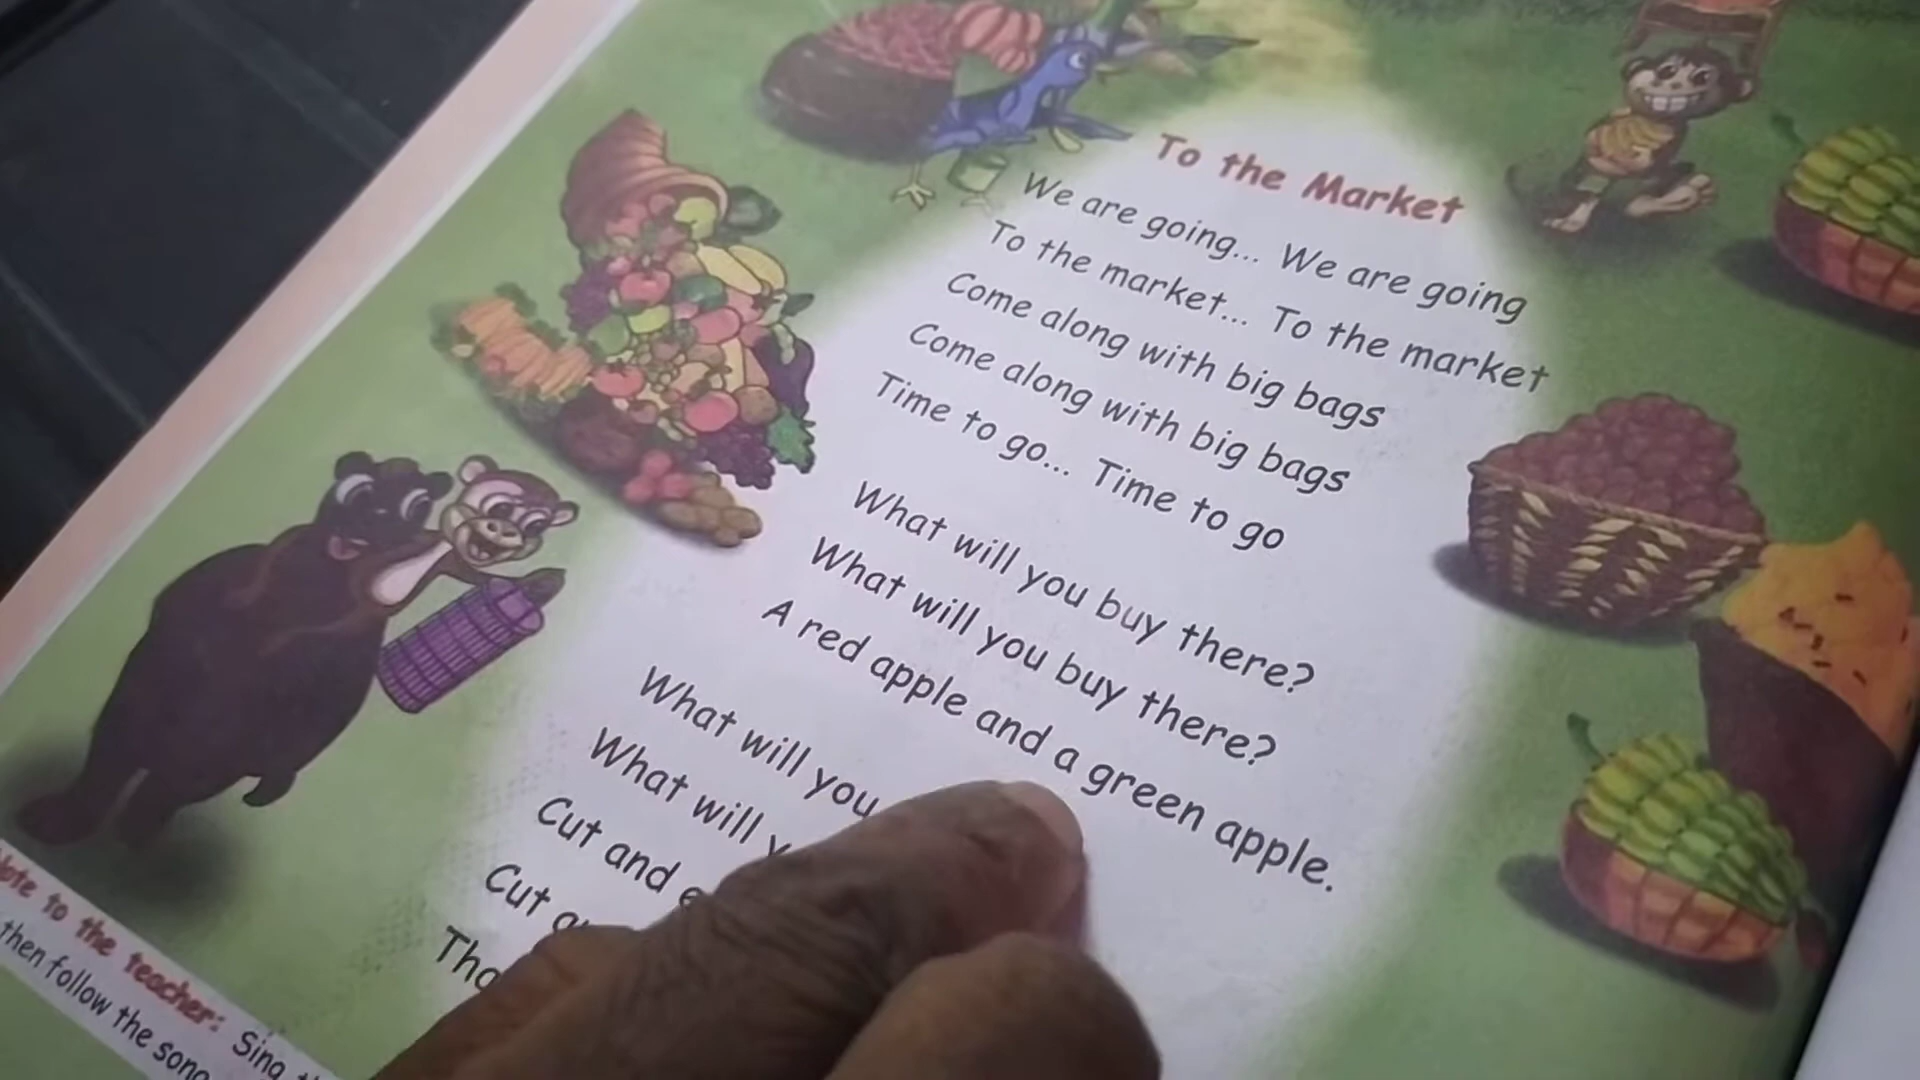 To the Market
We are going... We are going
To the market... To the market
Come along with big bags
Come along with big bags
Time to go... Time to go
What will you buy there?
What will you buy there?
A red apple and a green apple.
What will you
What will
Cut and
Cut
Note to the teacher: Sing
then follow the song